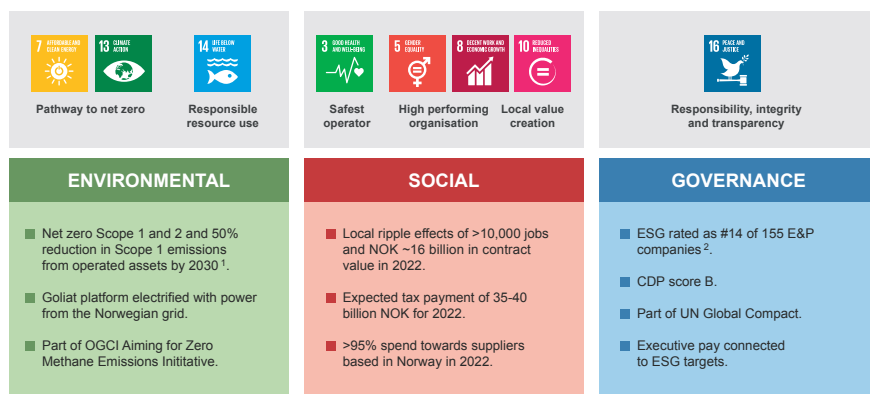 7 AFFORDABLE AND CLEAN ENERGY
13 CLIMATE ACTION
Pathway to net zero
14 LIFE BELOW WATER
Responsible
resource use
3 GOOD HEALTH AND WELL-BEING
Safest
operator
5 GENDER EQUALITY
8 DECENT WORK AND ECONOMIC GROWTH
High performing
organisation
10 REDUCED INEQUALITIES
Local value
creation
16 PEACE AND JUSTICE
Responsibility, integrity
and transparency
ENVIRONMENTAL
Net zero Scope 1 and 2 and 50%
reduction in Scope 1 emissions
from operated assets by 2030 1.
Goliat platform electrified with power
from the Norwegian grid.
Part of OGCI Aiming for Zero
Methane Emissions Inititative.
SOCIAL
Local ripple effects of >10,000 jobs
and NOK ~16 billion in contract
value in 2022.
Expected tax payment of 35-40
billion NOK for 2022.
>95% spend towards suppliers
based in Norway in 2022.
GOVERNANCE
ESG rated as #14 of 155 E&P
companies 2.
CDP score B.
Part of UN Global Compact.
Executive pay connected
to ESG targets.